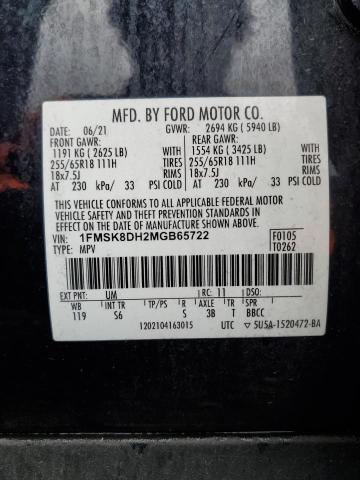 MFD. BY FORD MOTOR CO.
DATE: 06/21 GVWR: 2694 KG ( 5940 LB)
FRONT GAWR: REAR GAWR:
1191 KG ( 2625 LB) 1554 KG ( 3425 LB)
255/65R18 111H TIRES 255/65R18 111H TIRES
18x7.5J RIMS 18x7.5J RIMS
AT 230 kPa/ 33 PSI COLD AT 230 kPa/ 33 PSI COLD
THIS VEHICLE CONFORMS TO ALL APPLICABLE FEDERAL MOTOR
VEHICLE SAFETY AND THEFT PREVENTION STANDARDS IN
EFFECT ON THE DATE OF MANUFACTURE SHOWN ABOVE.
VIN: 1FMSK8DH2MGB65722 F0105
TYPE: MPV T0262
EXT PNT: UM RC: 11 DSO:
WB INT TR TP/PS R AX TR SPR
119 S6 S 3B T BBCC
1202104163015 UTC ▽ 5U5A-1520472-BA